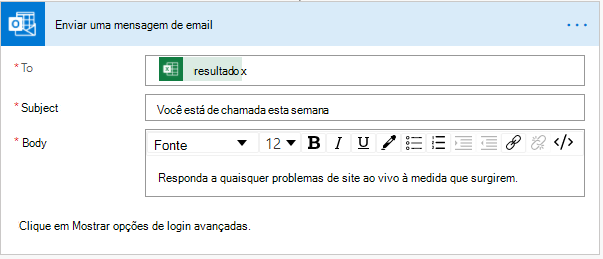 Enviar uma mensagem de email
* To
resultado x
* Subject
Você está de chamada esta semana
* Body
Fonte 12 B I U </>
Responda a quaisquer problemas de site ao vivo à medida que surgirem.
Clique em Mostrar opções de login avançadas.